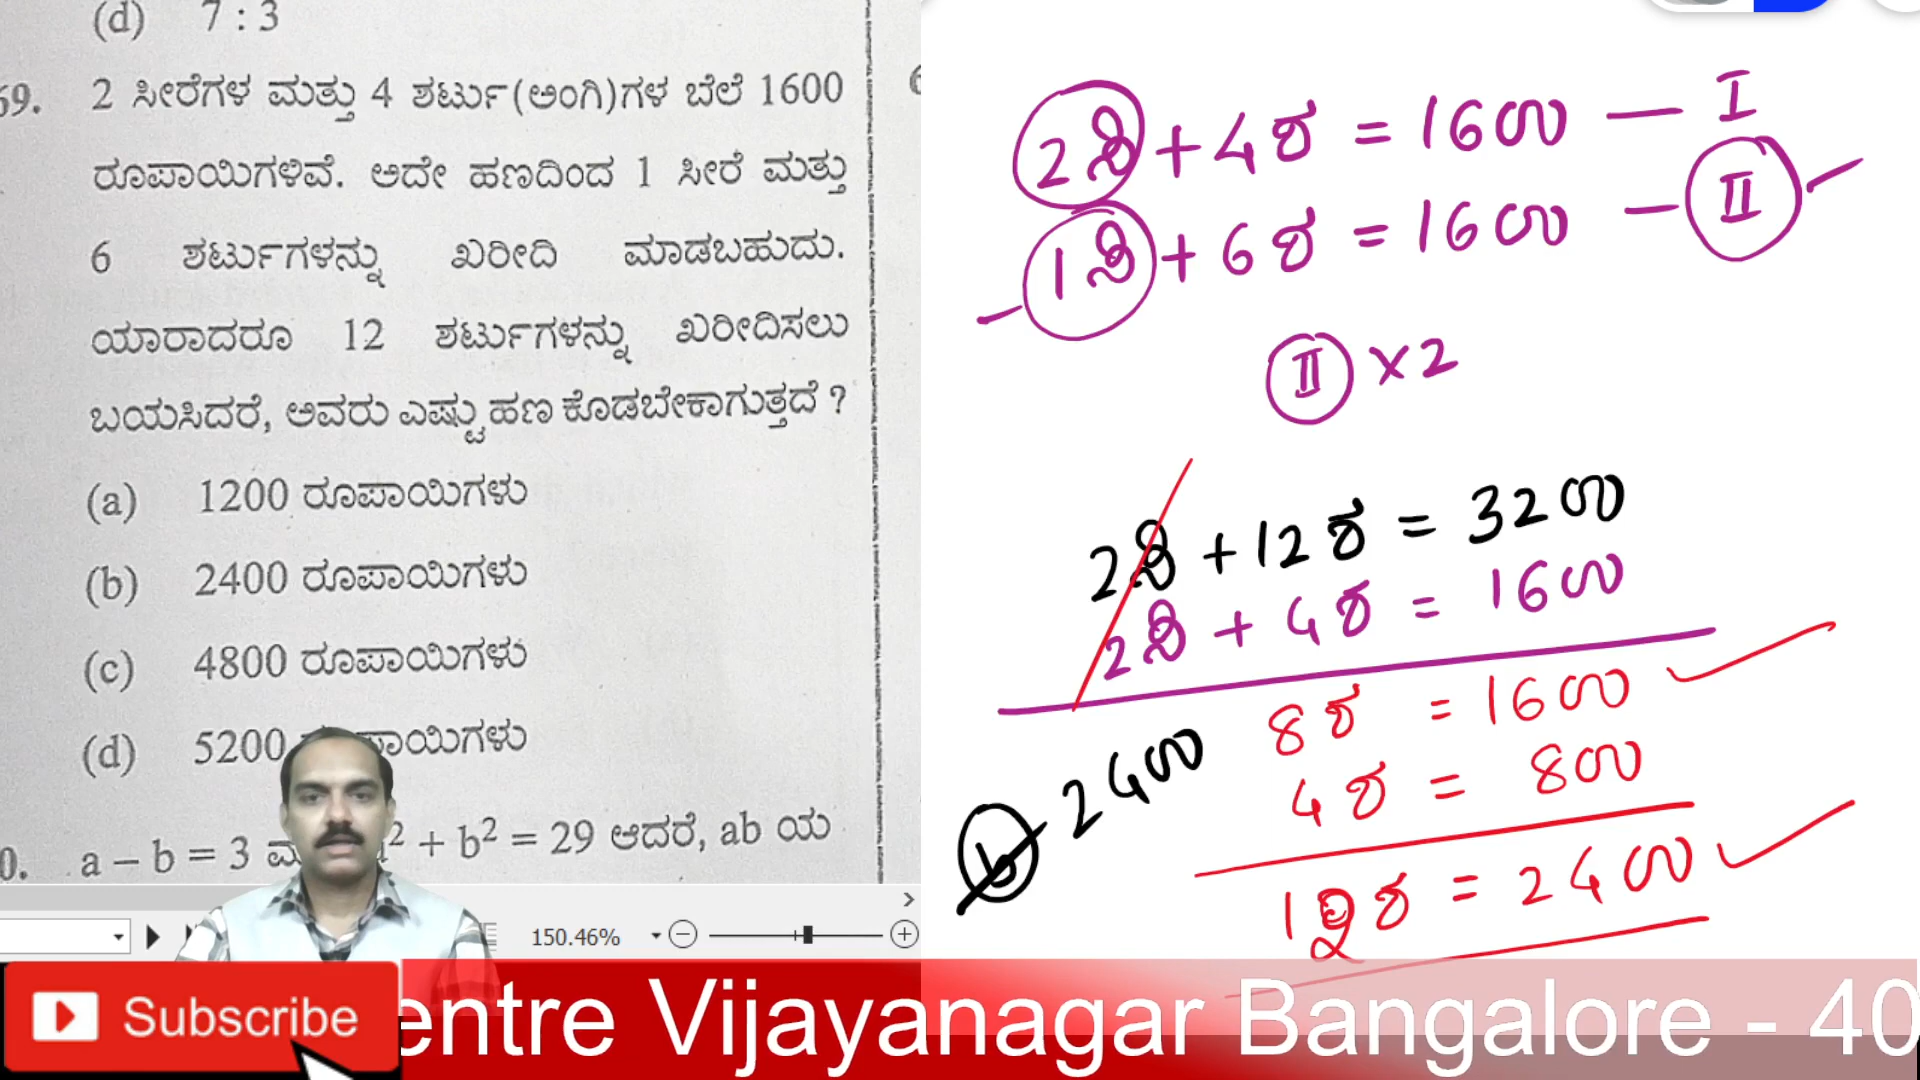 (d) 7 : 3
59. 2 ಸೀರೆಗಳ ಮತ್ತು 4 ಶರ್ಟು(ಅಂಗಿ)ಗಳ ಬೆಲೆ 1600
ರೂಪಾಯಿಗಳಿವೆ. ಅದೇ ಹಣದಿಂದ 1 ಸೀರೆ ಮತ್ತು
6 ಶರ್ಟುಗಳನ್ನು ಖರೀದಿ ಮಾಡಬಹುದು.
ಯಾರಾದರೂ 12 ಶರ್ಟುಗಳನ್ನು ಖರೀದಿಸಲು
ಬಯಸಿದರೆ, ಅವರು ಎಷ್ಟು ಹಣ ಕೊಡಬೇಕಾಗುತ್ತದೆ ?
(a) 1200 ರೂಪಾಯಿಗಳು
(b) 2400 ರೂಪಾಯಿಗಳು
(c) 4800 ರೂಪಾಯಿಗಳು
(d) 5200
0. a – b = 3 + b² = 29 ಆದರೆ, ab ಯ
150.46%
2ಸೀ + 4ಶ = 1600 — I
1ಸೀ + 6ಶ = 1600 — II
II × 2
2ಸೀ + 12ಶ = 3200
2ಸೀ + 4ಶ = 1600
8ಶ = 1600
4ಶ = 800
12ಶ = 2400
b 2400
Subscribe
entre Vijayanagar Bangalore - 40